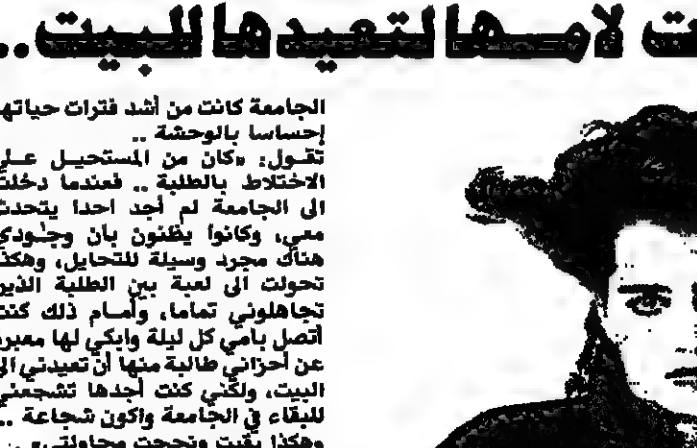 ت لامها لتعيدها للبيت..
الجامعة كانت من أشد فترات حياتها
إحساسا بالوحشة ..
تقول: «كان من المستحيل على
الاختلاط بالطلبة .. فعندما دخلت
الى الجامعة لم أجد احدا يتحدث
معي، وكانوا يظنون بان وجودي
هناك مجرد وسيلة للتحايل، وهكذا
تحولت الى لعبة بين الطلبة الذين
تجاهلوني تماما، وأمام ذلك كنت
أتصل بامي كل ليلة وابكي لها معبرة
عن أحزاني طالبة منها أن تعيدني الى
البيت، ولكني كنت أجدها تشجعني
للبقاء في الجامعة واكون شجاعة ..
وهكذا بقيت ونجحت محاولتي» ..